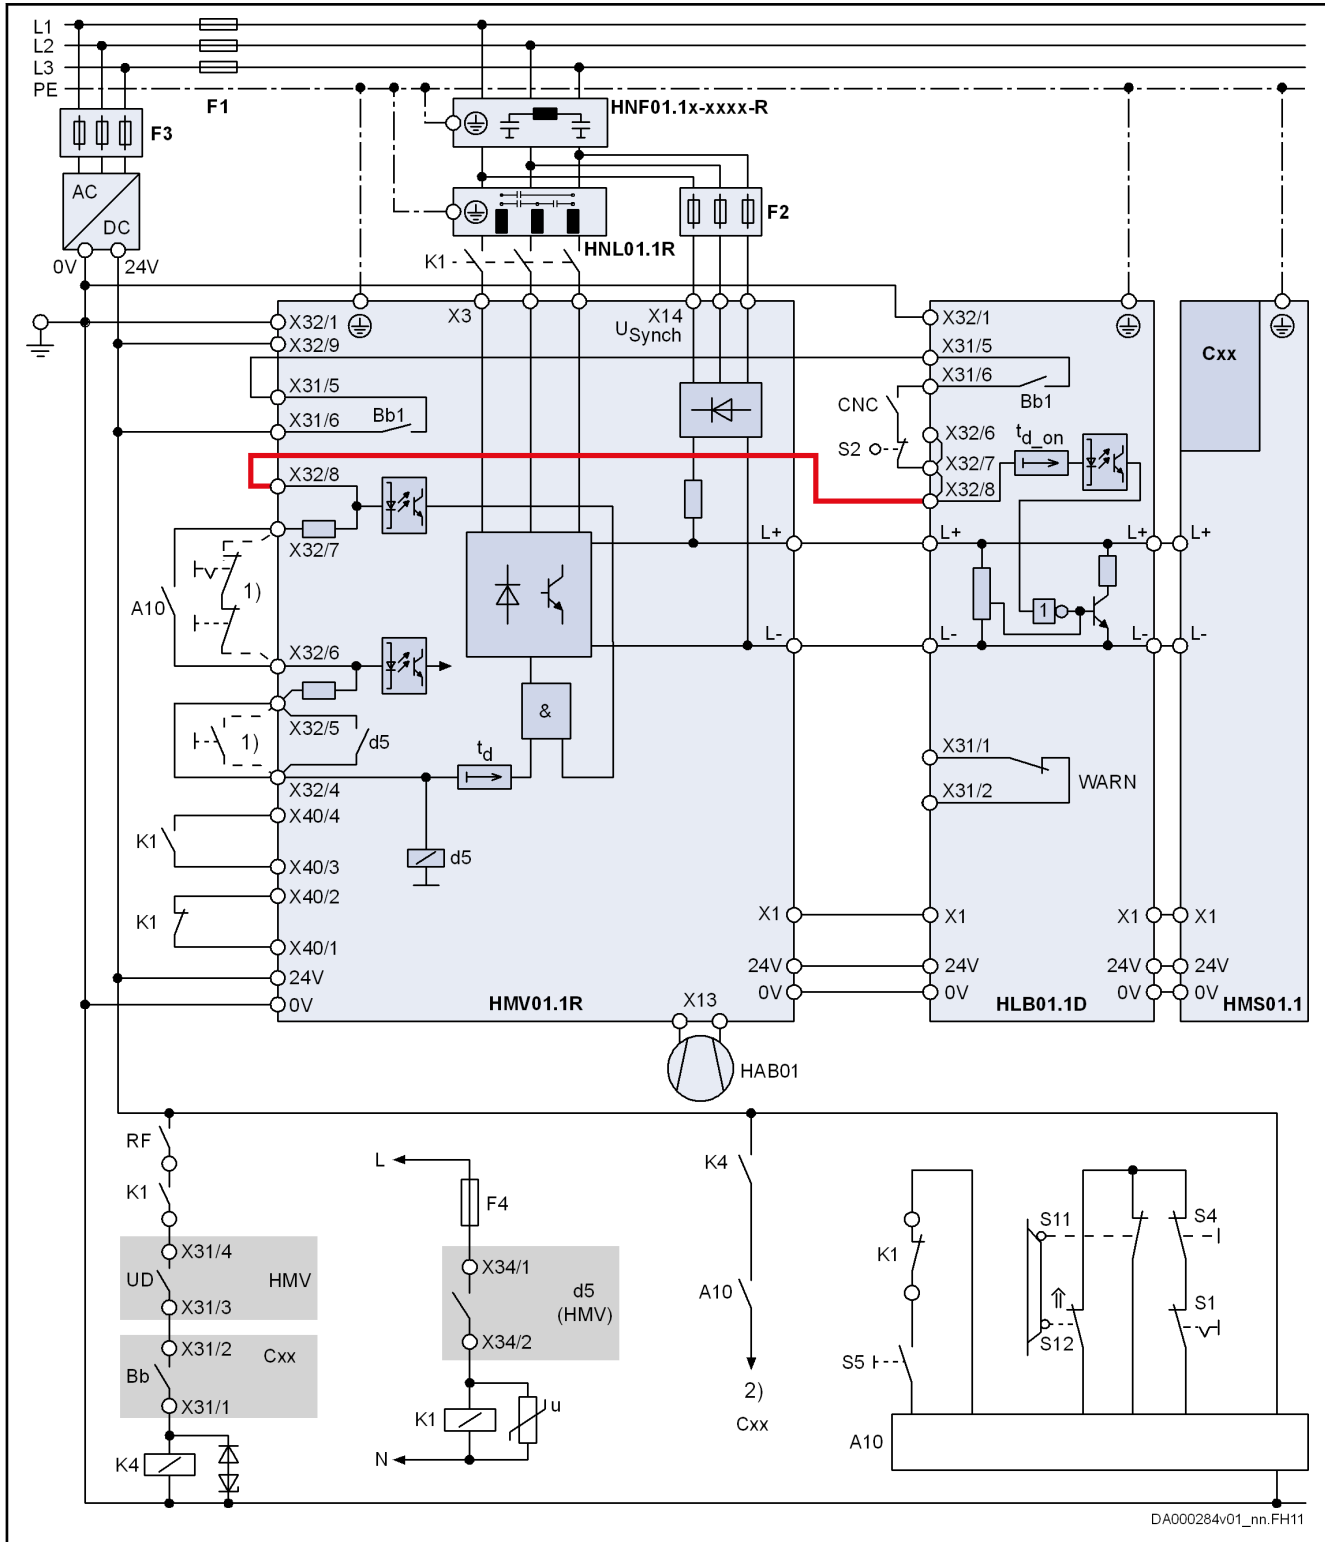 L1
L2
L3
PE
F1
HNF01.1x-xxxx-R
F3
AC
DC
F2
HNL01.1R
0V
24V
K1
X3
X14
USynch
X32/1
X32/9
X31/5
X31/6
Bb1
X32/8
X32/7
1)
A10
X32/6
X32/5
1)
d5
X32/4
td
&
d5
X40/4
K1
X40/3
X40/2
K1
X40/1
24V
0V
HMV01.1R
X13
HAB01
L+
L-
X1
24V
0V
X32/1
X31/5
X31/6
CNC
Bb1
S2
X32/6
X32/7
X32/8
td_on
L+
L+
1
L-
L-
X31/1
X31/2
WARN
X1
X1
24V
24V
0V
0V
HLB01.1D
Cxx
L+
L-
X1
24V
0V
HMS01.1
RF
K1
X31/4
UD
HMV
X31/3
X31/2
Cxx
Bb
X31/1
K4
L
F4
X34/1
d5
(HMV)
X34/2
K1
u
N
K4
A10
2)
Cxx
K1
S5
S11
S4
S12
S1
A10
DA000284v01_nn.FH11